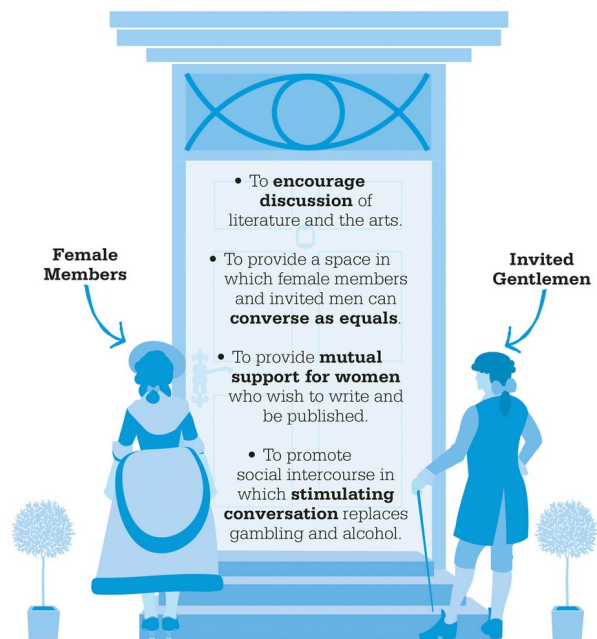 • To encourage
discussion of
literature and the arts.
Female
Members
• To provide a space in
which female members
and invited men can
converse as equals.
Invited
Gentlemen
• To provide mutual
support for women
who wish to write and
be published.
• To promote
social intercourse in
which stimulating
conversation replaces
gambling and alcohol.